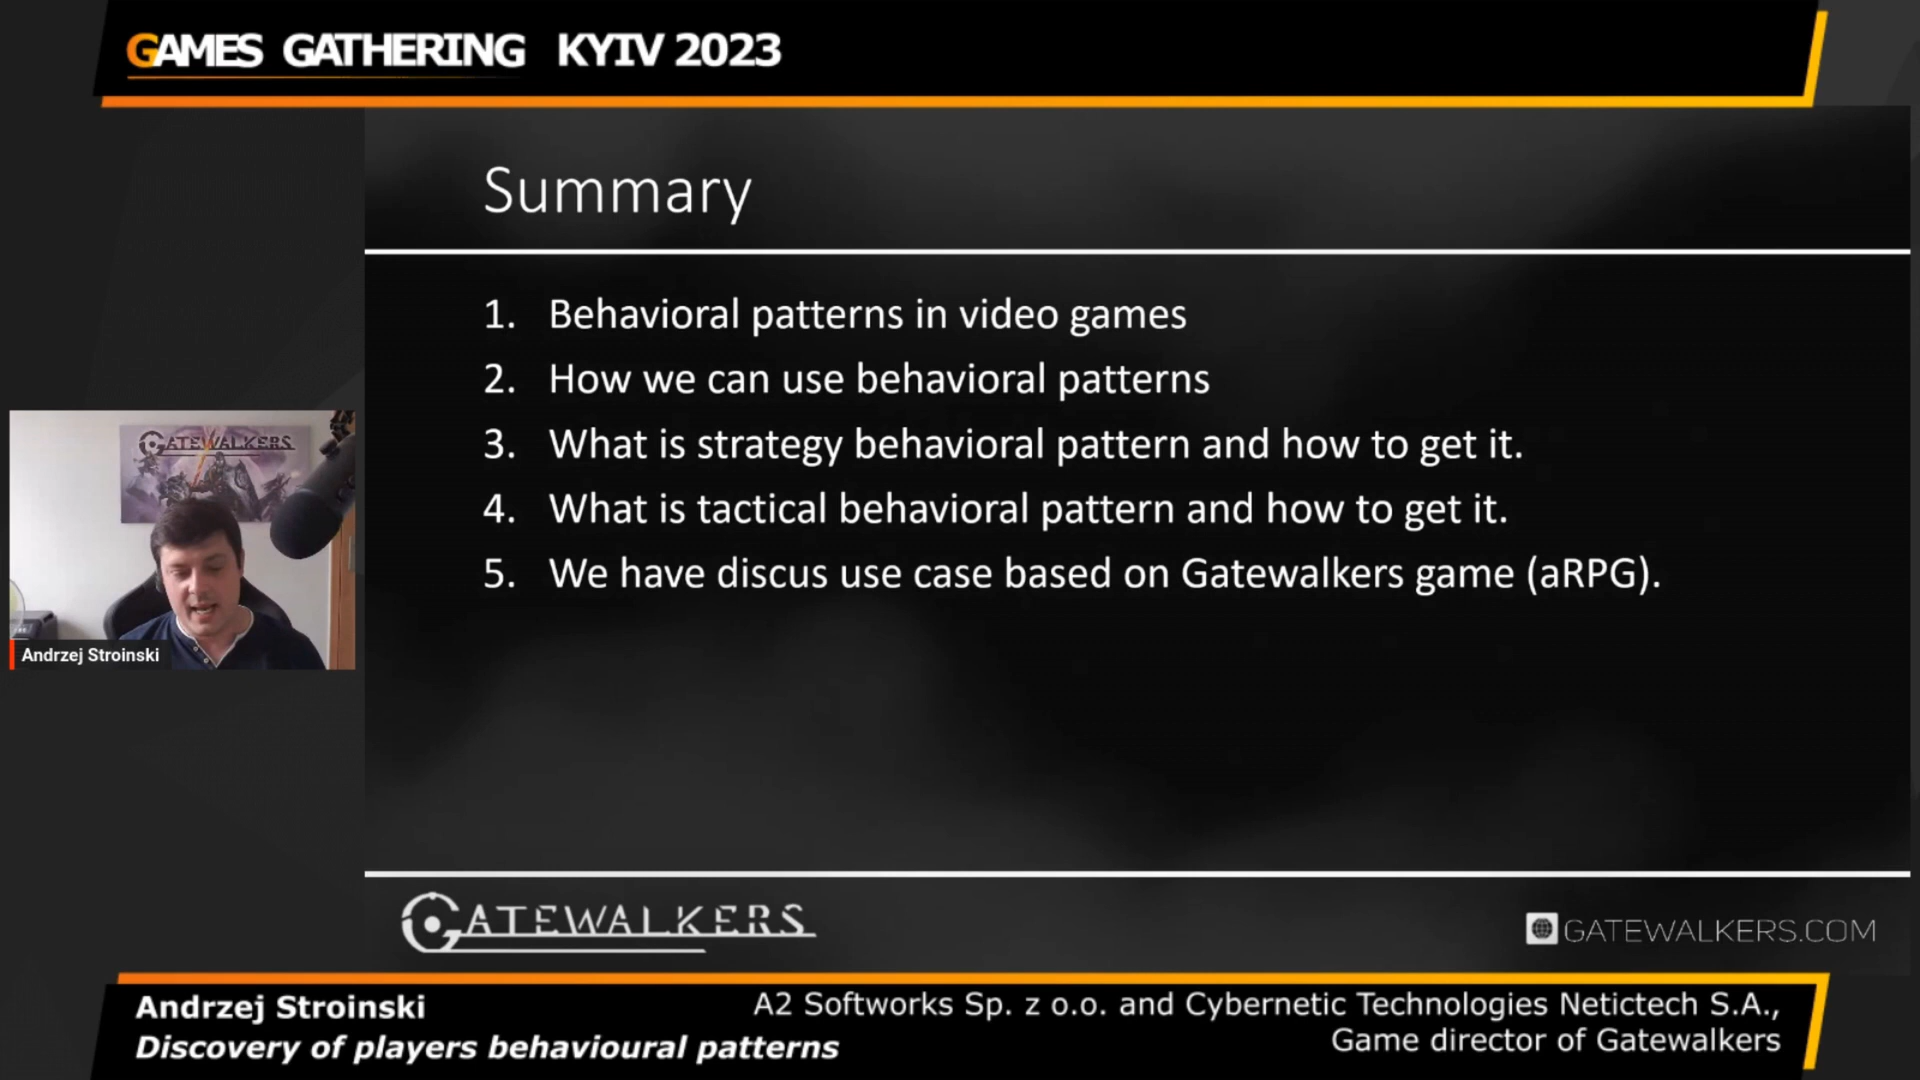 GAMES GATHERING KYIV 2023
Summary
1. Behavioral patterns in video games
2. How we can use behavioral patterns
3. What is strategy behavioral pattern and how to get it.
4. What is tactical behavioral pattern and how to get it.
5. We have discus use case based on Gatewalkers game (aRPG).
GATEWALKERS
Andrzej Stroinski
GATEWALKERS
GATEWALKERS.COM
Andrzej Stroinski
Discovery of players behavioural patterns
A2 Softworks Sp. z o.o. and Cybernetic Technologies Netictech S.A.,
Game director of Gatewalkers